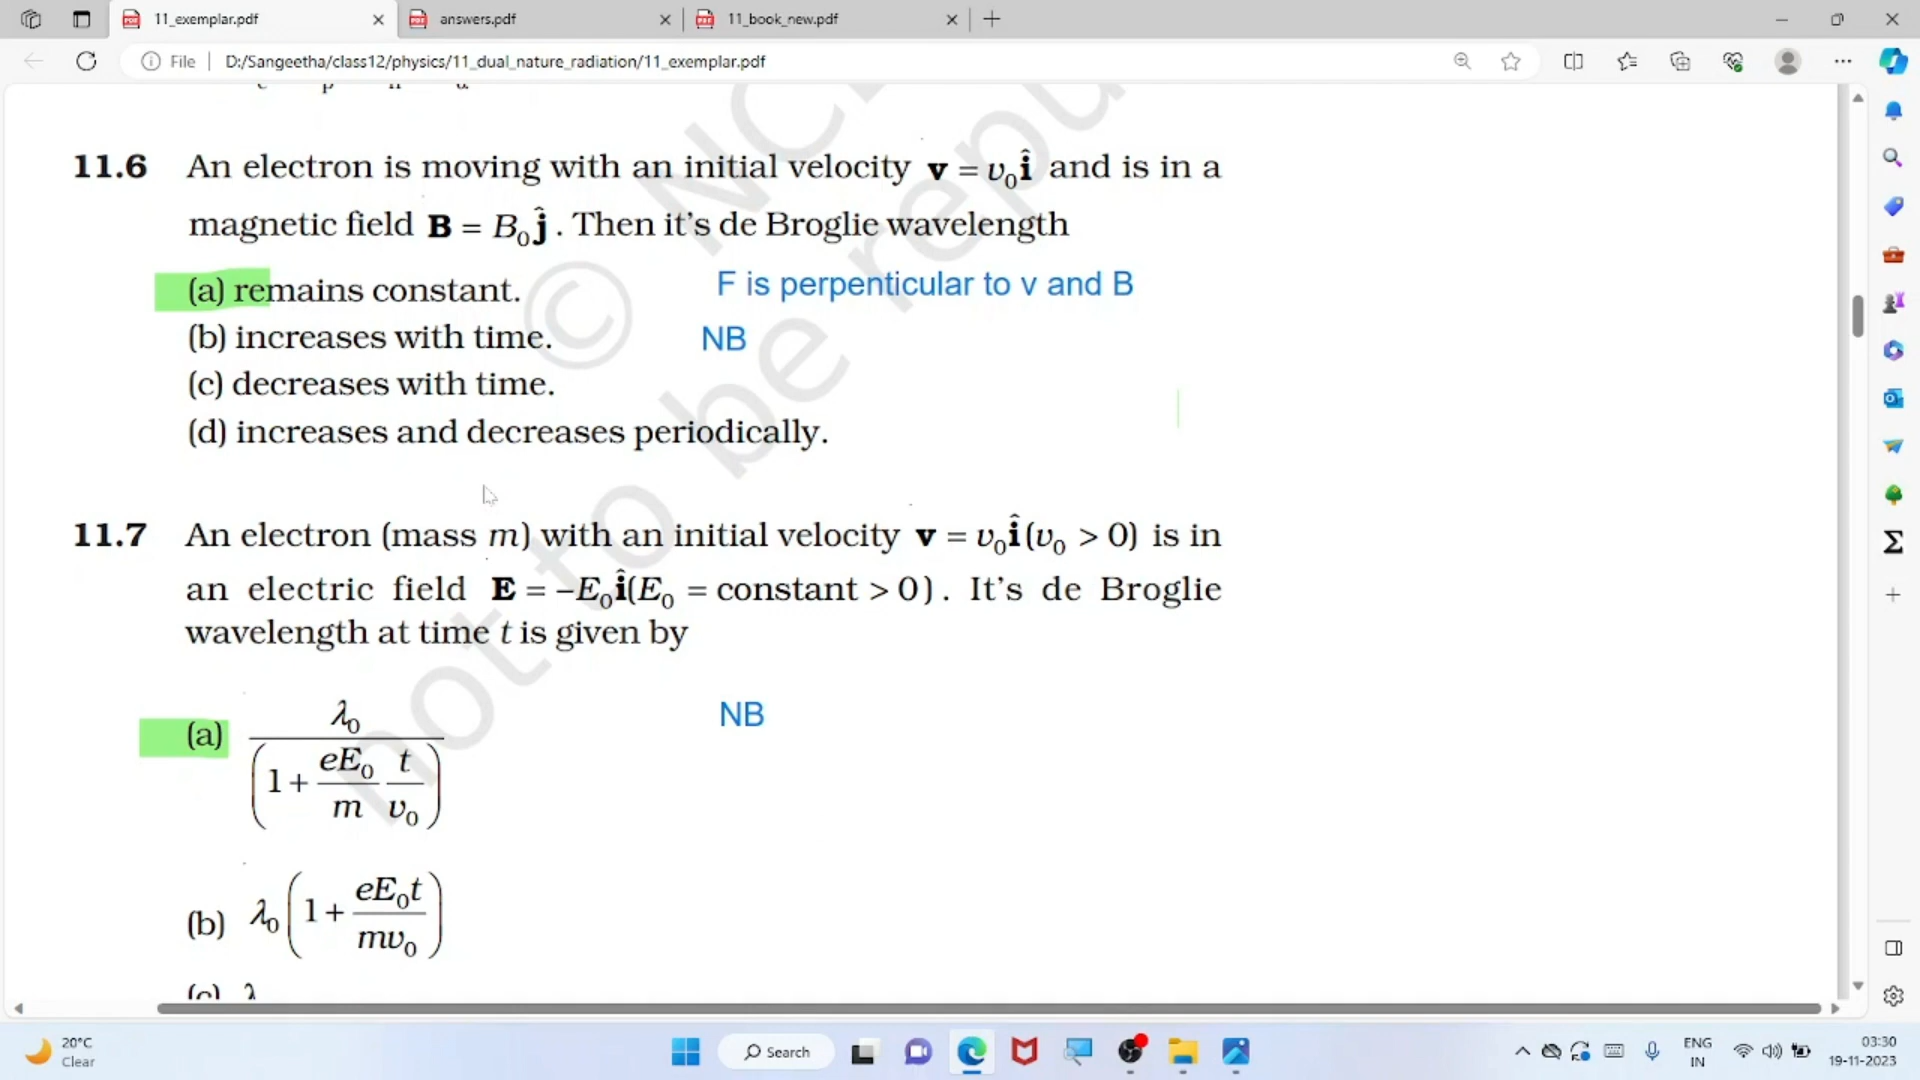 11_exemplar.pdf
answers.pdf
11_book_new.pdf
File
D:/Sangeetha/class12/physics/11_dual_nature_radiation/11_exemplar.pdf
11.6 An electron is moving with an initial velocity v = v₀î and is in a
magnetic field B = B₀ĵ. Then it's de Broglie wavelength
(a) remains constant.
F is perpenticular to v and B
(b) increases with time.
NB
(c) decreases with time.
(d) increases and decreases periodically.
11.7 An electron (mass m) with an initial velocity v = v₀î (v₀ > 0) is in
an electric field E = –E₀î (E₀ = constant > 0). It's de Broglie
wavelength at time t is given by
(a) λ₀ / (1 + (eE₀/m)(t/v₀))
NB
(b) λ₀ (1 + eE₀t/mv₀)
(c) λ
© NC
not to be repu
20°C
Clear
Search
ENG
IN
03:30
19-11-2023